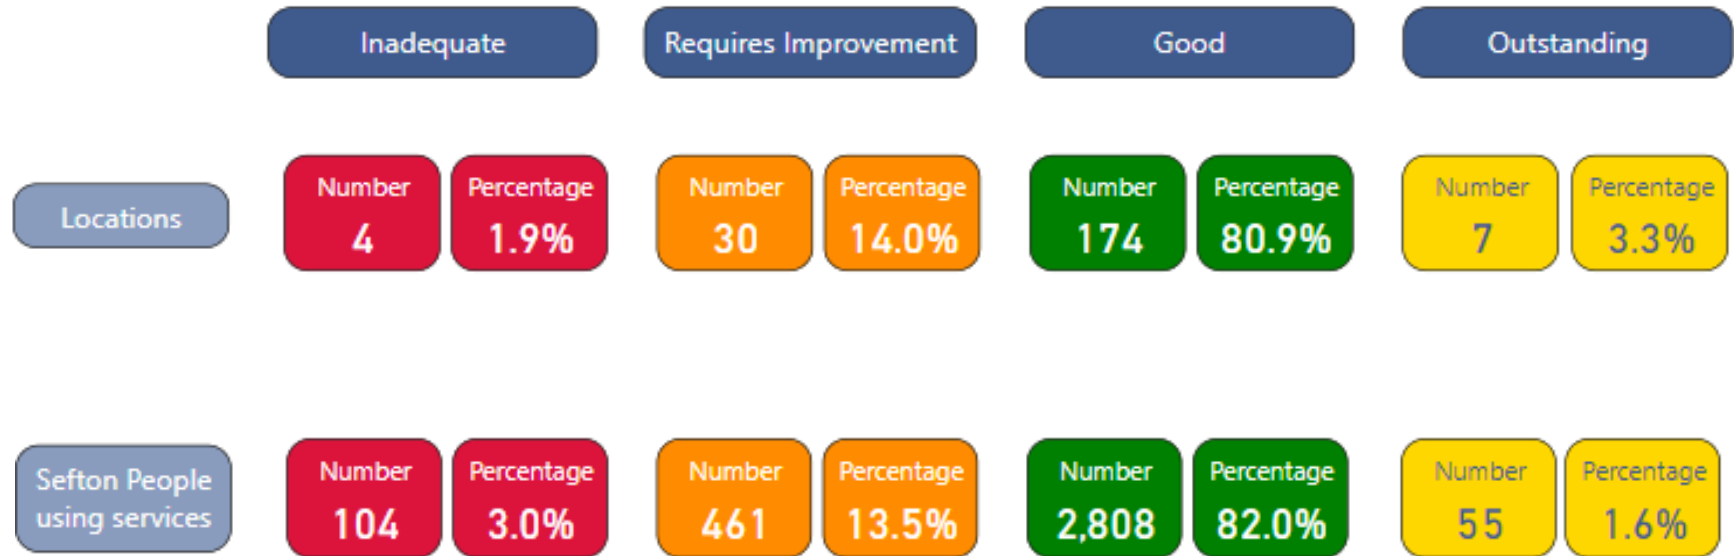 Inadequate
Requires Improvement
Good
Outstanding
Locations
Number
4
Percentage
1.9%
Number
30
Percentage
14.0%
Number
174
Percentage
80.9%
Number
7
Percentage
3.3%
Sefton People
using services
Number
104
Percentage
3.0%
Number
461
Percentage
13.5%
Number
2,808
Percentage
82.0%
Number
55
Percentage
1.6%